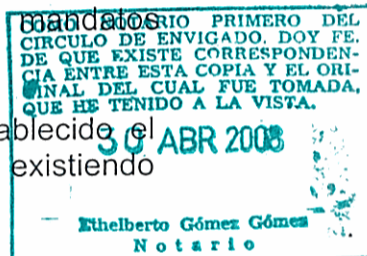 mandatos
COMO NOTARIO PRIMERO DEL
CIRCULO DE ENVIGADO, DOY FE,
DE QUE EXISTE CORRESPONDEN-
CIA ENTRE ESTA COPIA Y EL ORI-
GINAL DEL CUAL FUE TOMADA,
QUE HE TENIDO A LA VISTA.
ablecido el
30 ABR 2008
existiendo
Ethelberto Gómez Gómez
Notario